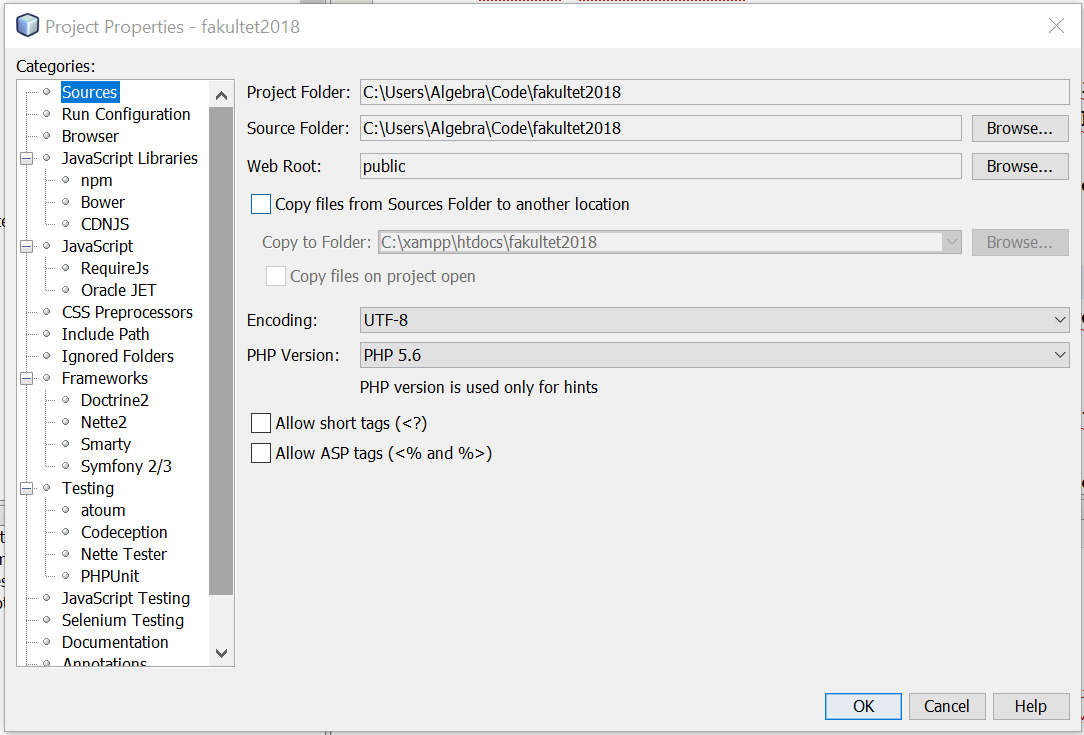 Project Properties - fakultet2018
Categories:
Sources
Run Configuration
Browser
JavaScript Libraries
npm
Bower
CDNJS
JavaScript
RequireJs
Oracle JET
CSS Preprocessors
Include Path
Ignored Folders
Frameworks
Doctrine2
Nette2
Smarty
Symfony 2/3
Testing
atoum
Codeception
Nette Tester
PHPUnit
JavaScript Testing
Selenium Testing
Documentation
Annotations
Project Folder: C:\Users\Algebra\Code\fakultet2018
Source Folder: C:\Users\Algebra\Code\fakultet2018 Browse...
Web Root: public Browse...
Copy files from Sources Folder to another location
Copy to Folder: C:\xampp\htdocs\fakultet2018 Browse...
Copy files on project open
Encoding: UTF-8
PHP Version: PHP 5.6
PHP version is used only for hints
Allow short tags (<?)
Allow ASP tags (<% and %>)
OK Cancel Help